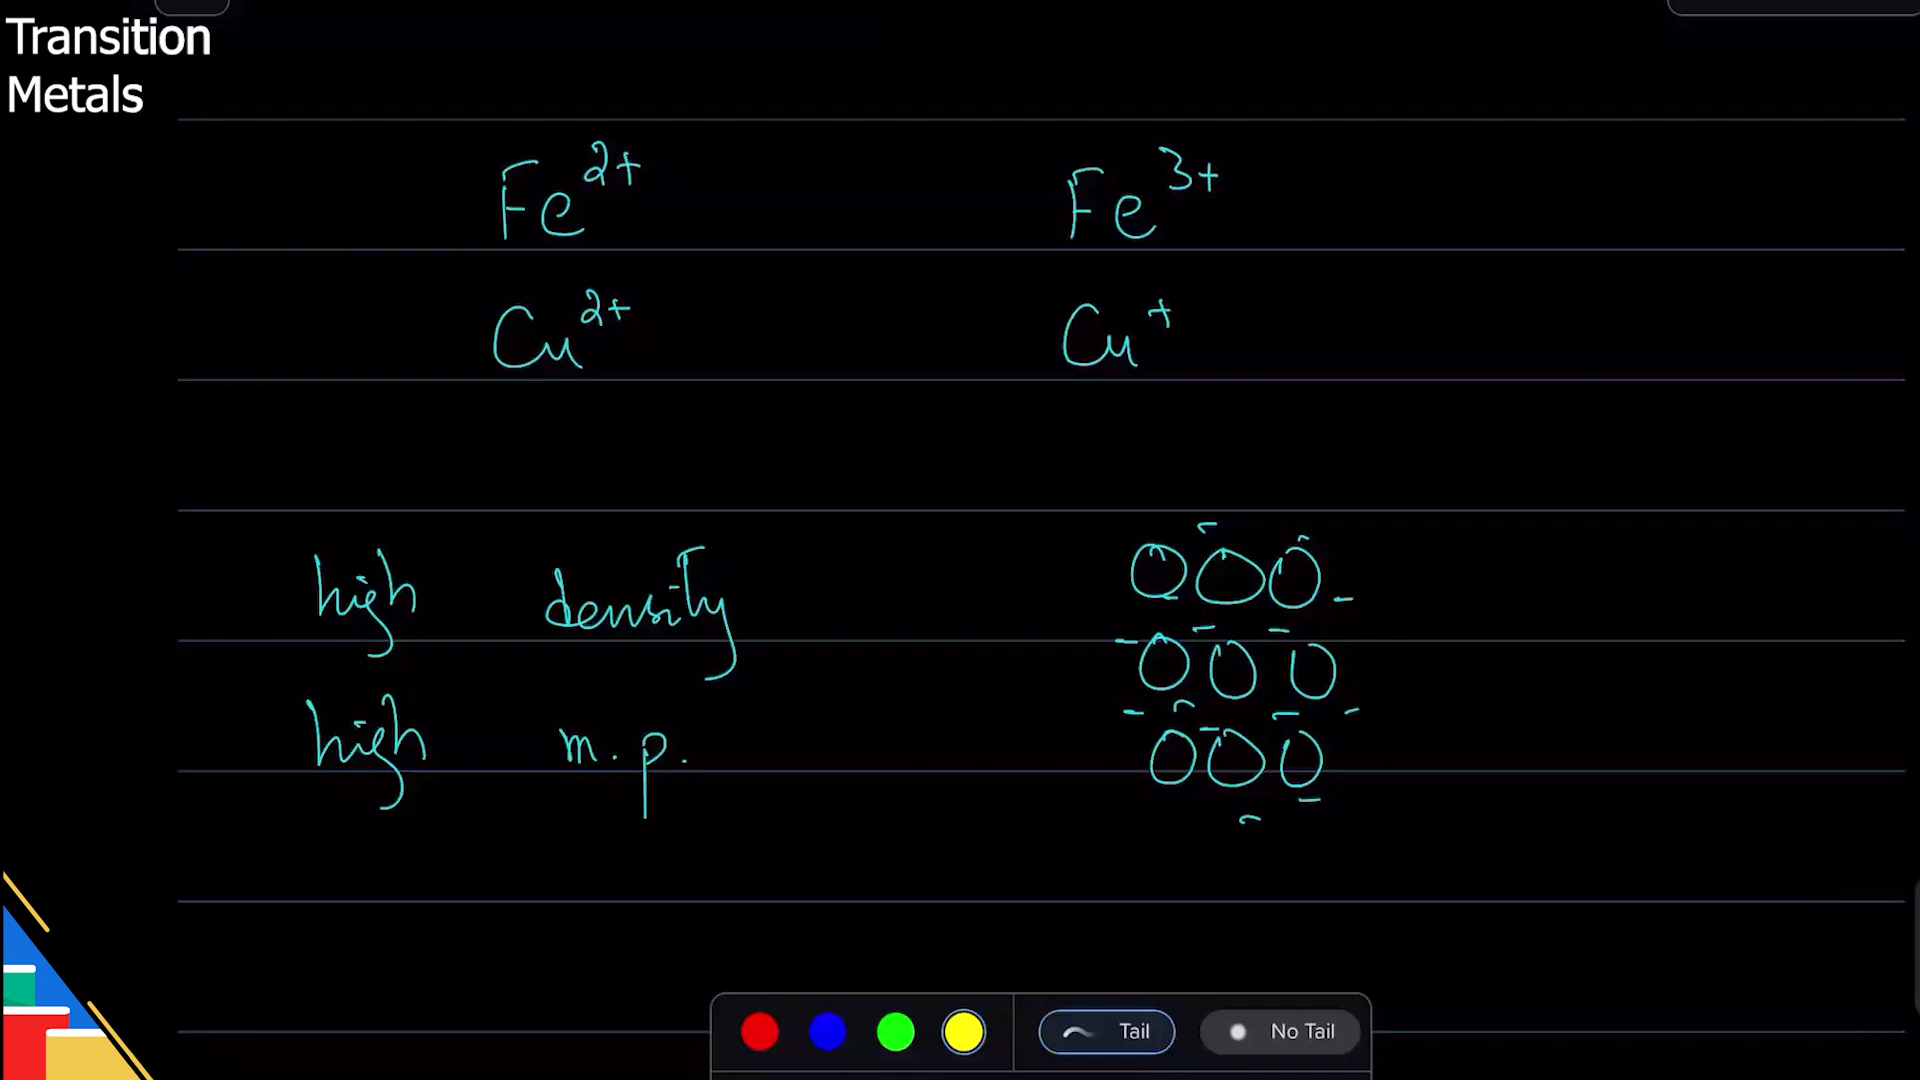 Transition
Metals
Fe²⁺ Fe³⁺
Cu²⁺ Cu⁺
high density
high m.p.
Tail No Tail